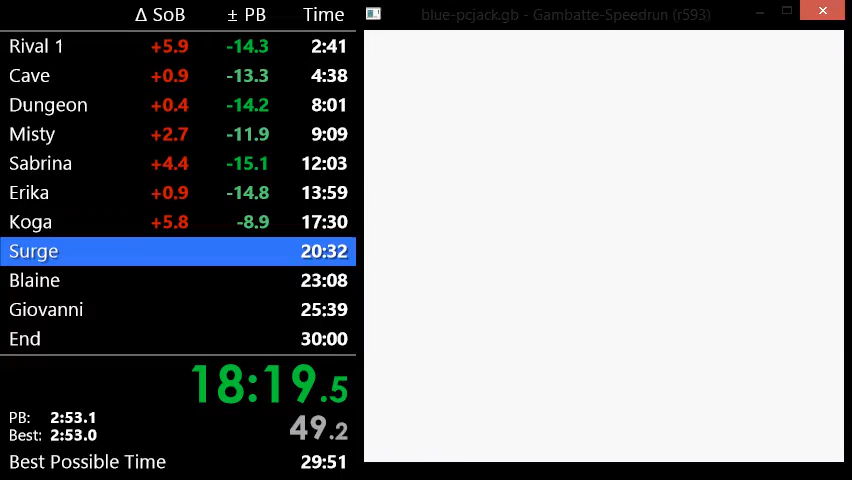 Δ SoB ± PB Time
blue-pcjack.gb - Gambatte-Speedrun (r593)
Rival 1 +5.9 -14.3 2:41
Cave +0.9 -13.3 4:38
Dungeon +0.4 -14.2 8:01
Misty +2.7 -11.9 9:09
Sabrina +4.4 -15.1 12:03
Erika +0.9 -14.8 13:59
Koga +5.8 -8.9 17:30
Surge 20:32
Blaine 23:08
Giovanni 25:39
End 30:00
18:19.5
PB: 2:53.1
49.2
Best: 2:53.0
Best Possible Time 29:51